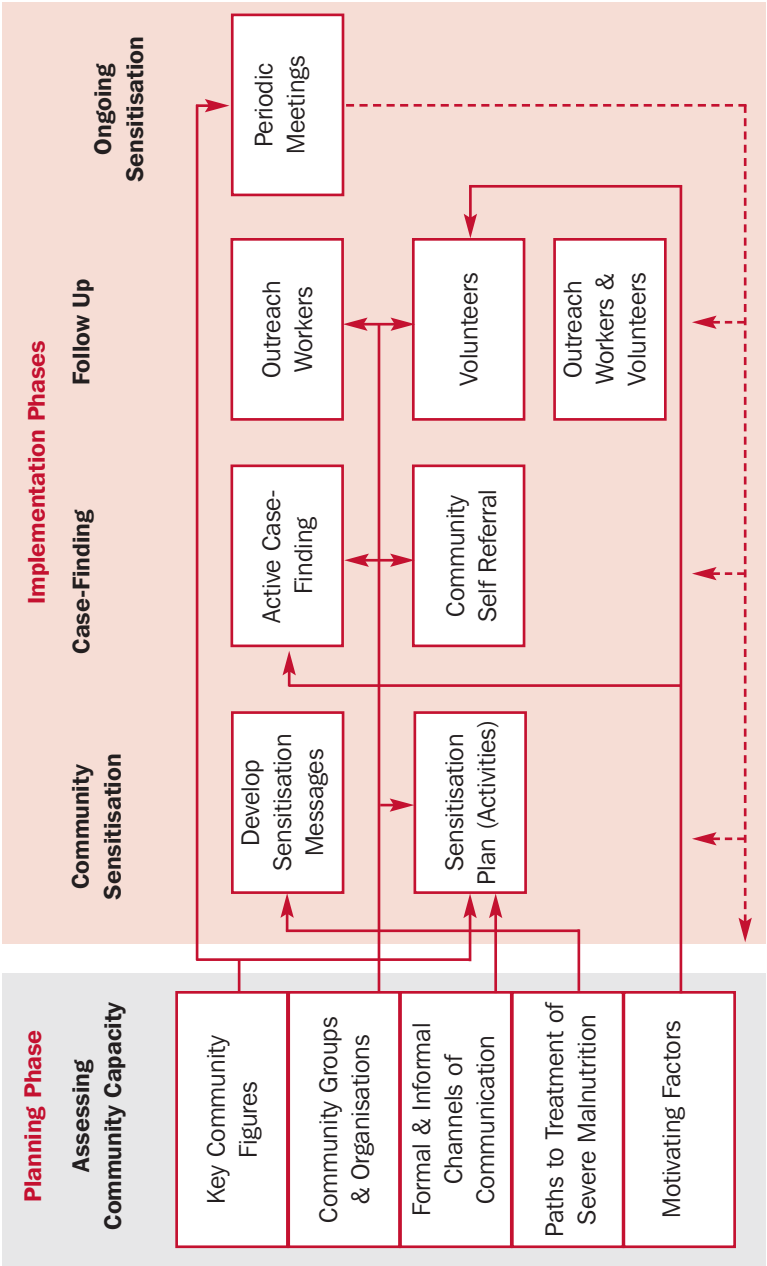 Planning Phase
Assessing
Community Capacity
Key Community
Figures
Community Groups
& Organisations
Formal & Informal
Channels of
Communication
Paths to Treatment of
Severe Malnutrition
Motivating Factors
Implementation Phases
Community
Sensitisation
Develop
Sensitisation
Messages
Sensitisation
Plan (Activities)
Case-Finding
Active Case-
Finding
Community
Self Referral
Follow Up
Outreach
Workers
Volunteers
Outreach
Workers &
Volunteers
Ongoing
Sensitisation
Periodic
Meetings